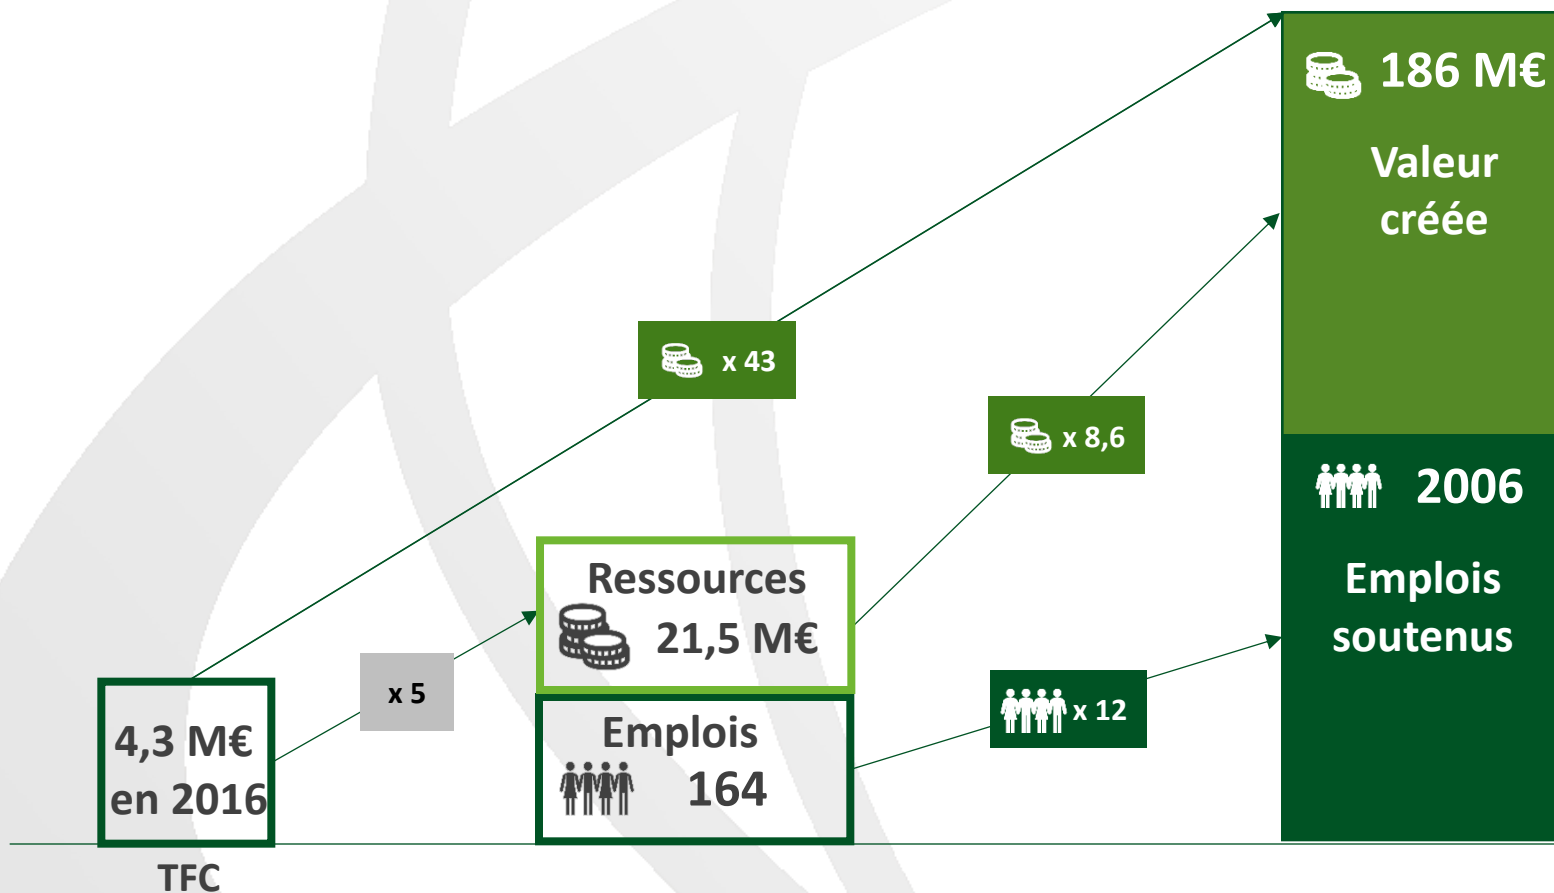 186 M€
Valeur
créée
x 43
x 8,6
2006
Emplois
soutenus
Ressources
21,5 M€
x 5
x 12
Emplois
164
4,3 M€
en 2016
TFC